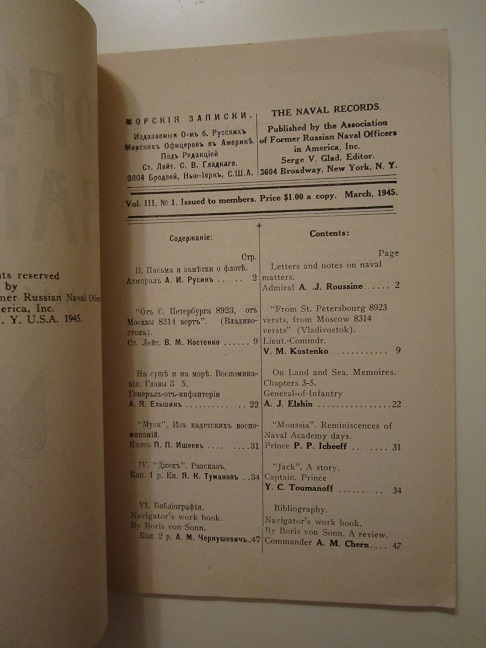 nts reserved
by
rmer Russian Naval Offic
merica, Inc.
. Y. U.S.A. 1945.
МОРСКІЯ ЗАПИСКИ.
Издаваемыя О-мъ б. Русскихъ
Морскихъ Офицеровъ въ Америкѣ.
Подъ Редакціей
Ст. Лейт. С. В. Гладкаго.
3604 Бродвей, Нью-Іоркъ, С.Ш.А.
THE NAVAL RECORDS.
Published by the Association
of Former Russian Naval Officers
in America, Inc.
Serge V. Glad, Editor.
3604 Broadway, New York, N. Y.
Vol. III, № 1. Issued to members. Price $1.00 a copy. March, 1945.
Содержаніе:
Стр.
II. Письма и замѣтки о флотѣ.
Адмиралъ А. И. Русинъ ..... 2
"Отъ С. Петербурга 8923, отъ
Москвы 8314 верстъ". (Владиво-
стокъ).
Ст. Лейт. В. М. Костенко ..... 9
На сушѣ и на морѣ. Воспомина-
нія. Главы 3 5.
Генералъ-отъ-инфантеріи
А. Я. Ельшинъ .............. 22
"Муся". Изъ кадетскихъ воспо-
минаній.
Князь П. П. Ишеевъ ........31
IV. "Джекъ". Разсказъ.
Кап. 1 р. Кн. Я. К. Тумановъ ..34
VI. Библіографія.
Navigator's work book.
By Boris von Sonn.
Кап. 2 р. А. М. Чернушевичъ..47
Contents:
Page
Letters and notes on naval
matters.
Admiral A. J. Roussine ..... 2
"From St. Petersbourg 8923
versts, from Moscow 8314
versts" (Vladivostok).
Lieut.-Commdr.
V. M. Kostenko ............ 9
On Land and Sea. Memoires.
Chapters 3-5.
General-of-Infantry
A. J. Elshin ...............22
"Moussia". Reminiscences of
Naval Academy days.
Prince P. P. Icheeff ..... 31
"Jack". A story.
Captain, Prince
Y. C. Toumanoff .......... 34
Bibliography.
Navigator's work book.
By Boris von Sonn. A review.
Commander A. M. Chern.... 47